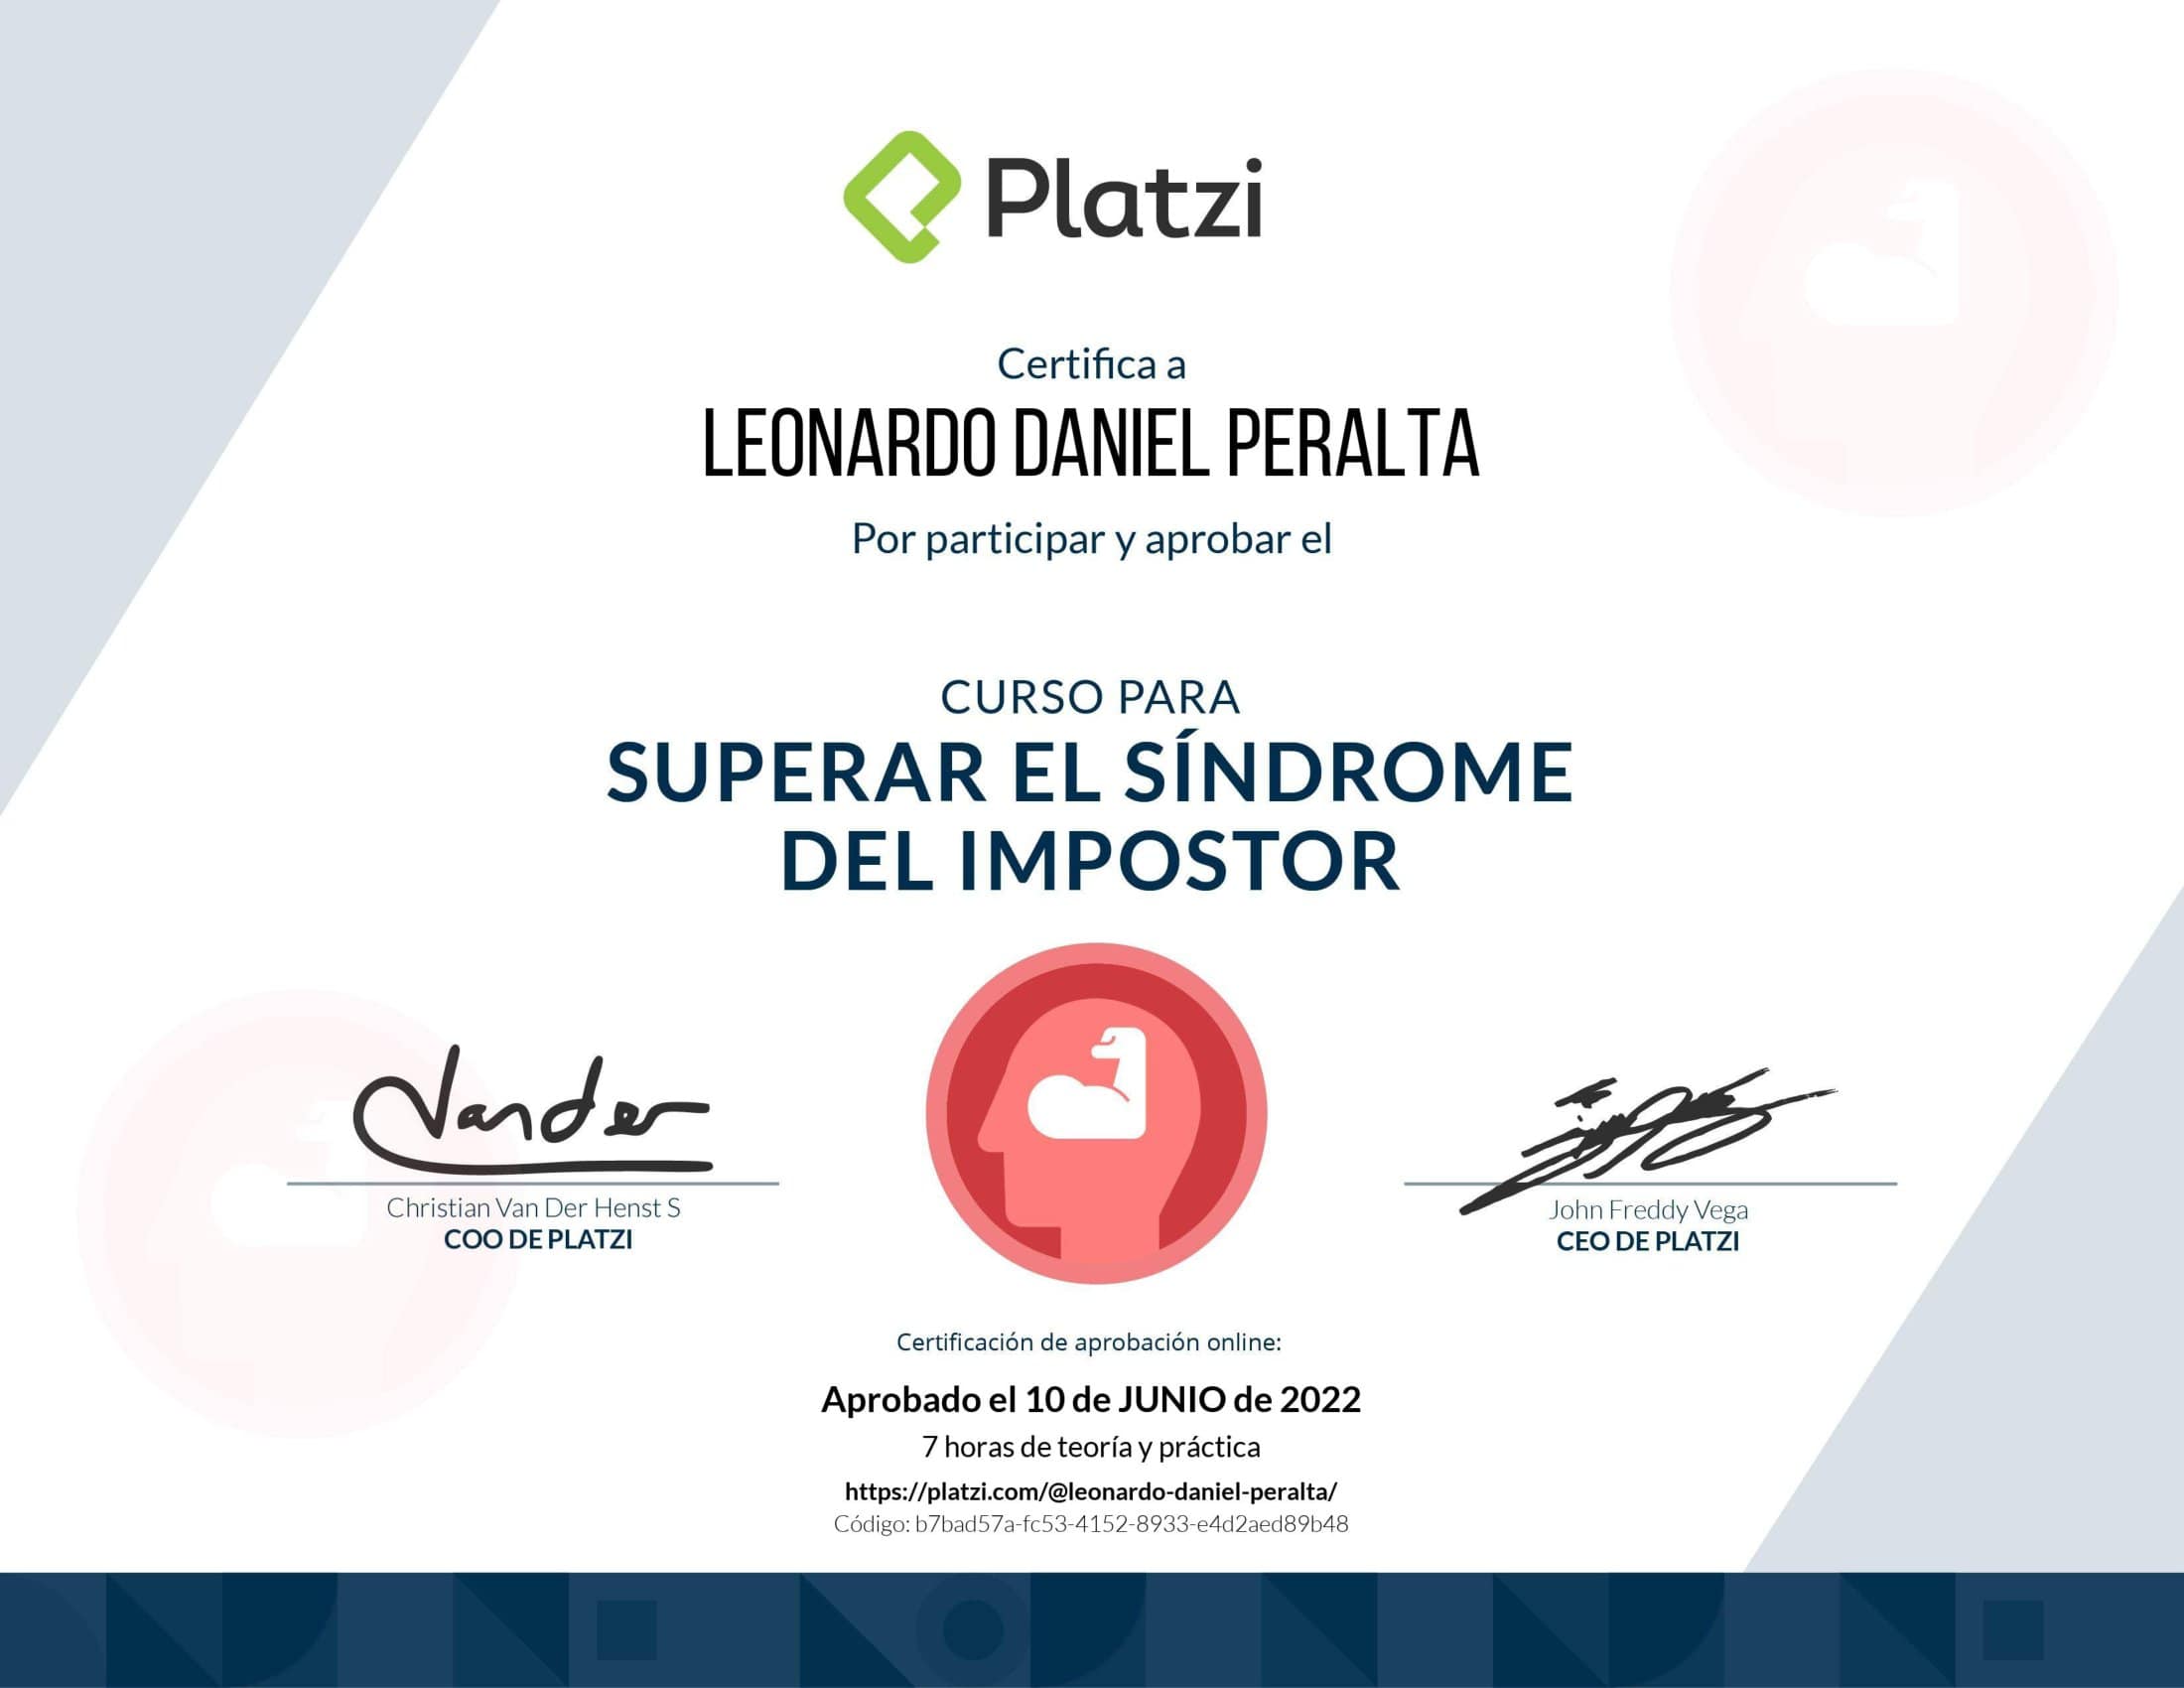 Platzi
Certifica a
LEONARDO DANIEL PERALTA
Por participar y aprobar el
CURSO PARA
SUPERAR EL SÍNDROME
DEL IMPOSTOR
Vander
Christian Van Der Henst S
COO DE PLATZI
John Freddy Vega
CEO DE PLATZI
Certificación de aprobación online:
Aprobado el 10 de JUNIO de 2022
7 horas de teoría y práctica
https://platzi.com/@leonardo-daniel-peralta/
Código: b7bad57a-fc53-4152-8933-e4d2aed89b48